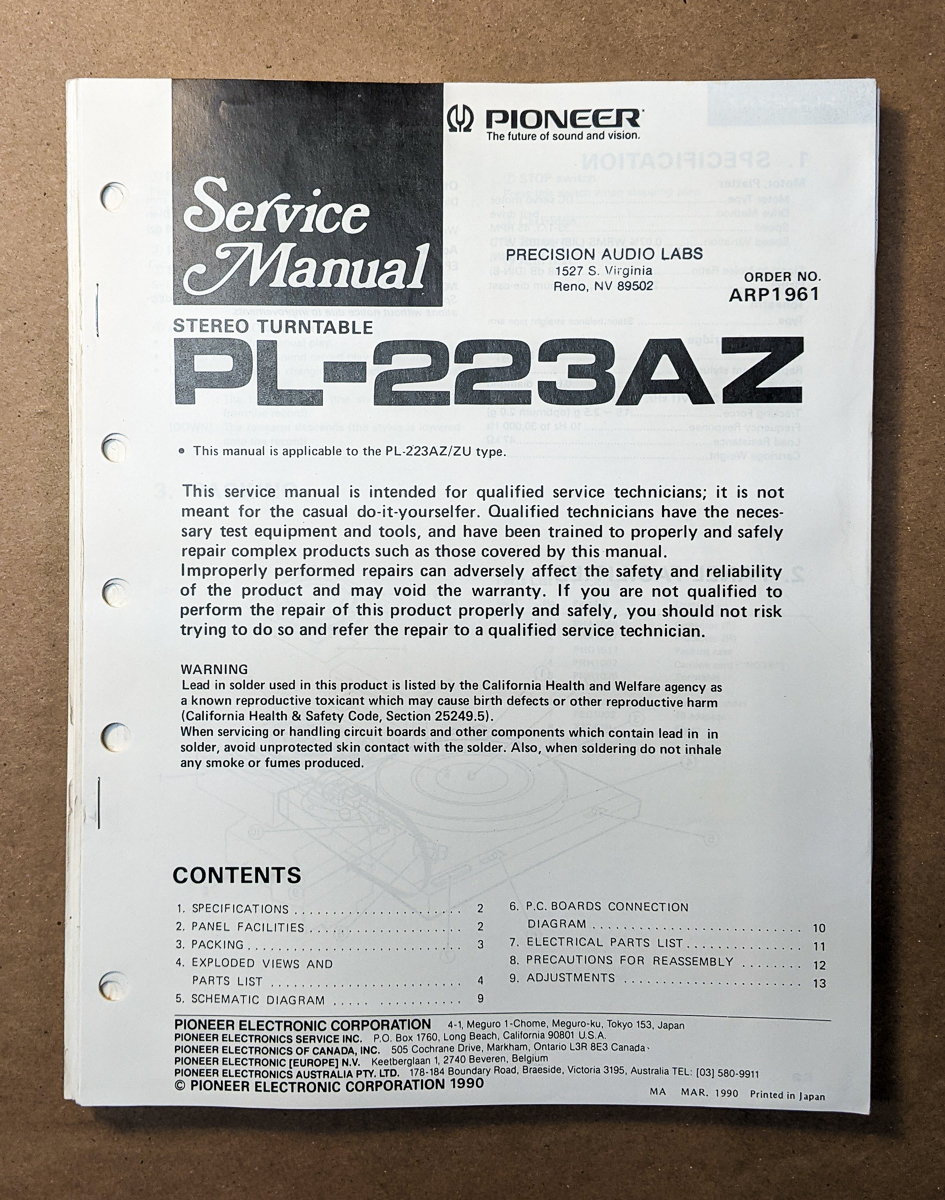 Service
Manual
PIONEER
The future of sound and vision.
PRECISION AUDIO LABS
1527 S. Virginia
Reno, NV 89502
ORDER NO.
ARP1961
STEREO TURNTABLE
PL-223AZ
• This manual is applicable to the PL-223AZ/ZU type.
This service manual is intended for qualified service technicians; it is not
meant for the casual do-it-yourselfer. Qualified technicians have the neces-
sary test equipment and tools, and have been trained to properly and safely
repair complex products such as those covered by this manual.
Improperly performed repairs can adversely affect the safety and reliability
of the product and may void the warranty. If you are not qualified to
perform the repair of this product properly and safely, you should not risk
trying to do so and refer the repair to a qualified service technician.
WARNING
Lead in solder used in this product is listed by the California Health and Welfare agency as
a known reproductive toxicant which may cause birth defects or other reproductive harm
(California Health & Safety Code, Section 25249.5).
When servicing or handling circuit boards and other components which contain lead in in
solder, avoid unprotected skin contact with the solder. Also, when soldering do not inhale
any smoke or fumes produced.
CONTENTS
1. SPECIFICATIONS ...................... 2
2. PANEL FACILITIES .................... 2
3. PACKING ............................. 3
4. EXPLODED VIEWS AND
PARTS LIST ............................. 4
5. SCHEMATIC DIAGRAM ................... 9
6. P.C. BOARDS CONNECTION
DIAGRAM ............................... 10
7. ELECTRICAL PARTS LIST .............. 11
8. PRECAUTIONS FOR REASSEMBLY ........ 12
9. ADJUSTMENTS ........................ 13
PIONEER ELECTRONIC CORPORATION 4-1, Meguro 1-Chome, Meguro-ku, Tokyo 153, Japan
PIONEER ELECTRONICS SERVICE INC. P.O. Box 1760, Long Beach, California 90801 U.S.A.
PIONEER ELECTRONICS OF CANADA, INC. 505 Cochrane Drive, Markham, Ontario L3R 8E3 Canada
PIONEER ELECTRONIC [EUROPE] N.V. Keetberglaan 1, 2740 Beveren, Belgium
PIONEER ELECTRONICS AUSTRALIA PTY. LTD. 178-184 Boundary Road, Braeside, Victoria 3195, Australia TEL: [03] 580-9911
© PIONEER ELECTRONIC CORPORATION 1990
MA MAR. 1990 Printed in Japan